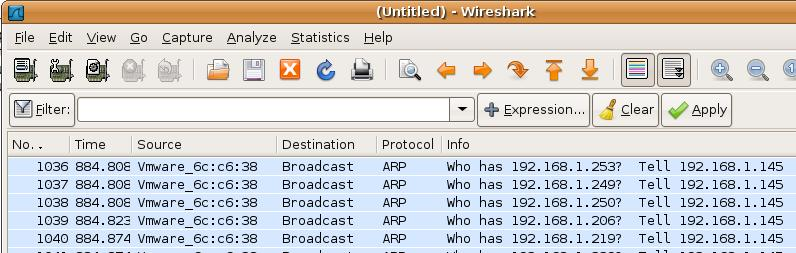 (Untitled) - Wireshark
File Edit View Go Capture Analyze Statistics Help
Filter: Expression... Clear Apply
No. . Time Source Destination Protocol Info
1036 884.808 Vmware_6c:c6:38 Broadcast ARP Who has 192.168.1.253? Tell 192.168.1.145
1037 884.808 Vmware_6c:c6:38 Broadcast ARP Who has 192.168.1.249? Tell 192.168.1.145
1038 884.808 Vmware_6c:c6:38 Broadcast ARP Who has 192.168.1.250? Tell 192.168.1.145
1039 884.823 Vmware_6c:c6:38 Broadcast ARP Who has 192.168.1.206? Tell 192.168.1.145
1040 884.874 Vmware_6c:c6:38 Broadcast ARP Who has 192.168.1.219? Tell 192.168.1.145